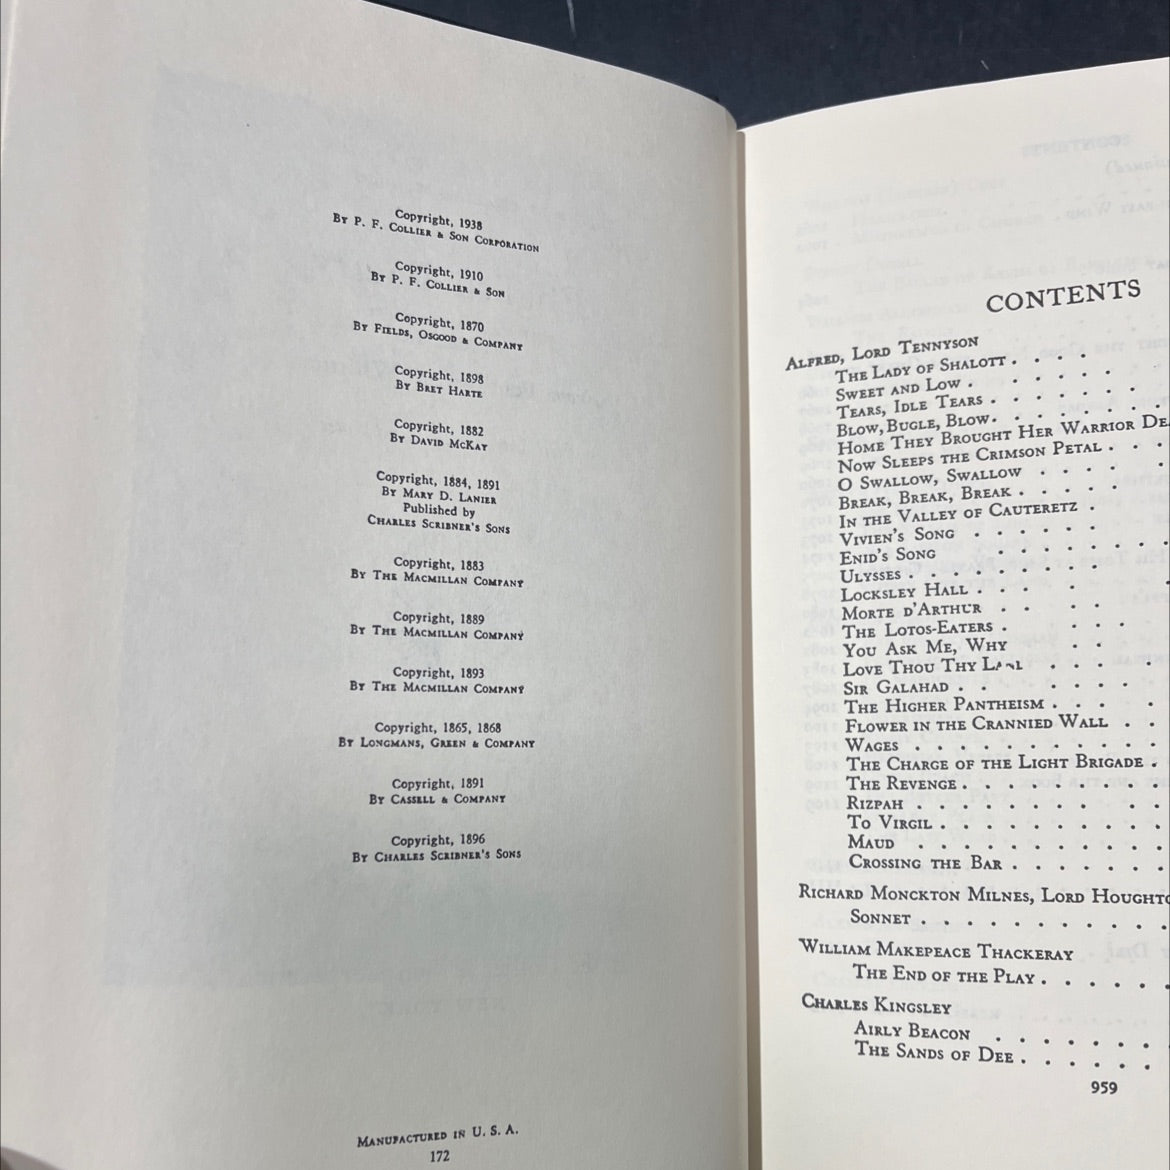 Copyright, 1938
By P. F. Collier & Son Corporation
Copyright, 1910
By P. F. Collier & Son
Copyright, 1870
By Fields, Osgood & Company
Copyright, 1898
By Bret Harte
Copyright, 1882
By David McKay
Copyright, 1884, 1891
By Mary D. Lanier
Published by
Charles Scribner's Sons
Copyright, 1883
By The Macmillan Company
Copyright, 1889
By The Macmillan Company
Copyright, 1893
By The Macmillan Company
Copyright, 1865, 1868
By Longmans, Green & Company
Copyright, 1891
By Cassell & Company
Copyright, 1896
By Charles Scribner's Sons
Manufactured in U. S. A.
172
CONTENTS
Alfred, Lord Tennyson
The Lady of Shalott . . . .
Sweet and Low . . . . .
Tears, Idle Tears . . . . .
Blow, Bugle, Blow . . . . .
Home They Brought Her Warrior De
Now Sleeps the Crimson Petal . . .
O Swallow, Swallow . . . . .
Break, Break, Break . . . . .
In the Valley of Cauteretz .
Vivien's Song . . . . .
Enid's Song . . . . . . .
Ulysses . . . . . . .
Locksley Hall . . . . .
Morte d'Arthur . . . . .
The Lotos-Eaters . . . .
You Ask Me, Why . .
Love Thou Thy . . . .
Sir Galahad . . . . . .
The Higher Pantheism . . . .
Flower in the Crannied Wall . .
Wages . . . . . . . . . .
The Charge of the Light Brigade .
The Revenge . . . . . . . .
Rizpah . . . . . . . . . .
To Virgil . . . . . . . . .
Maud . . . . . . . . . .
Crossing the Bar . . . . . .
Richard Monckton Milnes, Lord Houghto
Sonnet . . . . . . . . .
William Makepeace Thackeray
The End of the Play . . . . . .
Charles Kingsley
Airly Beacon . . . . . . .
The Sands of Dee . . . . . .
959